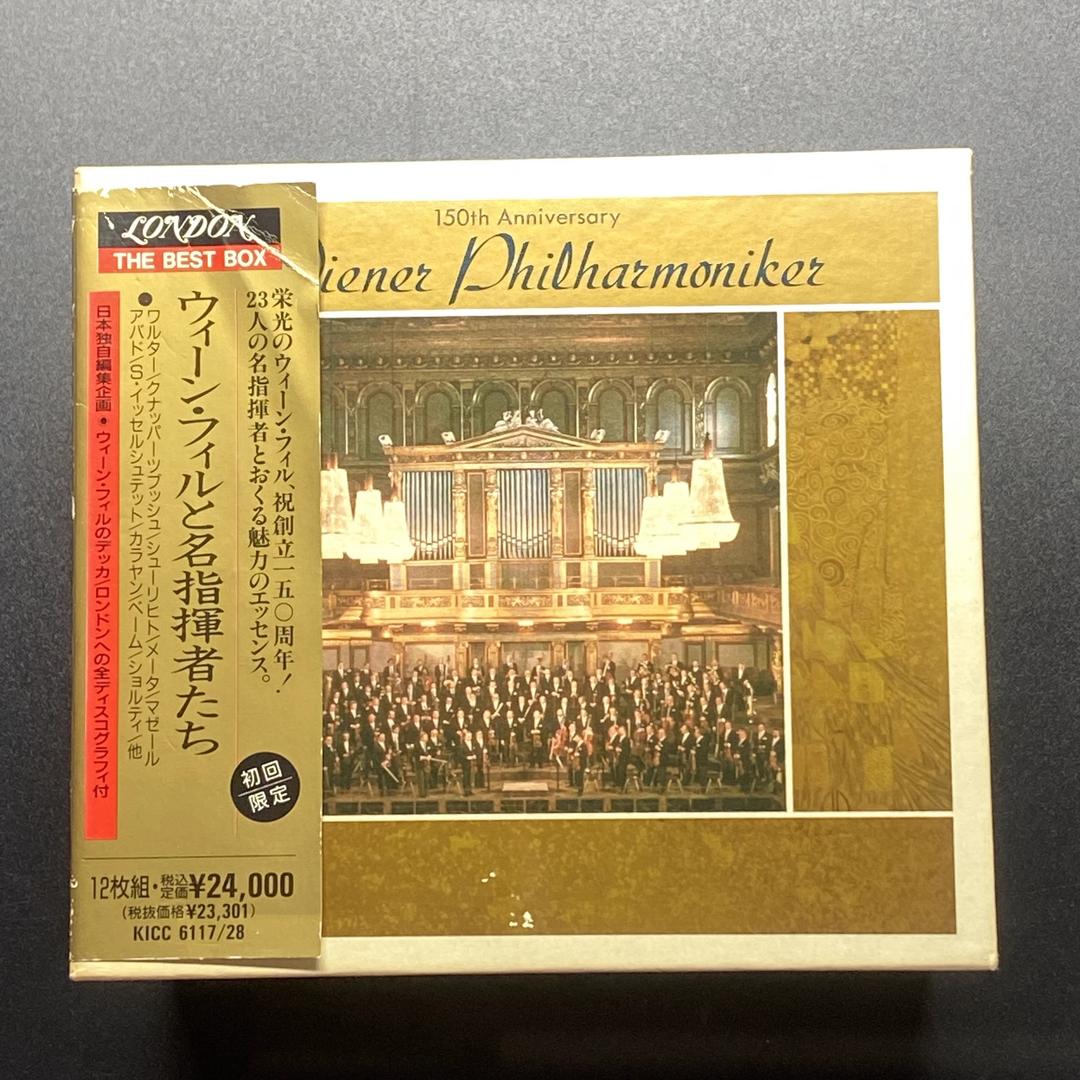 LONDON
THE BEST BOX
栄光のウィーン・フィル、祝創立一五〇周年!
23人の名指揮者とおくる魅力のエッセンス。
ウィーン・フィルと名指揮者たち
●ワルター/クナッパーツブッシュ/シューリヒト/メータ/マゼール
アバド/S・イッセルシュテット/カラヤン/ベーム/ショルティ/他
日本独自編集企画●ウィーン・フィルのデッカ/ロンドンへの全ディスコグラフィ付
初回
限定
12枚組・税込定価¥24,000
(税抜価格¥23,301)
KICC 6117/28
150th Anniversary
iener Philharmoniker